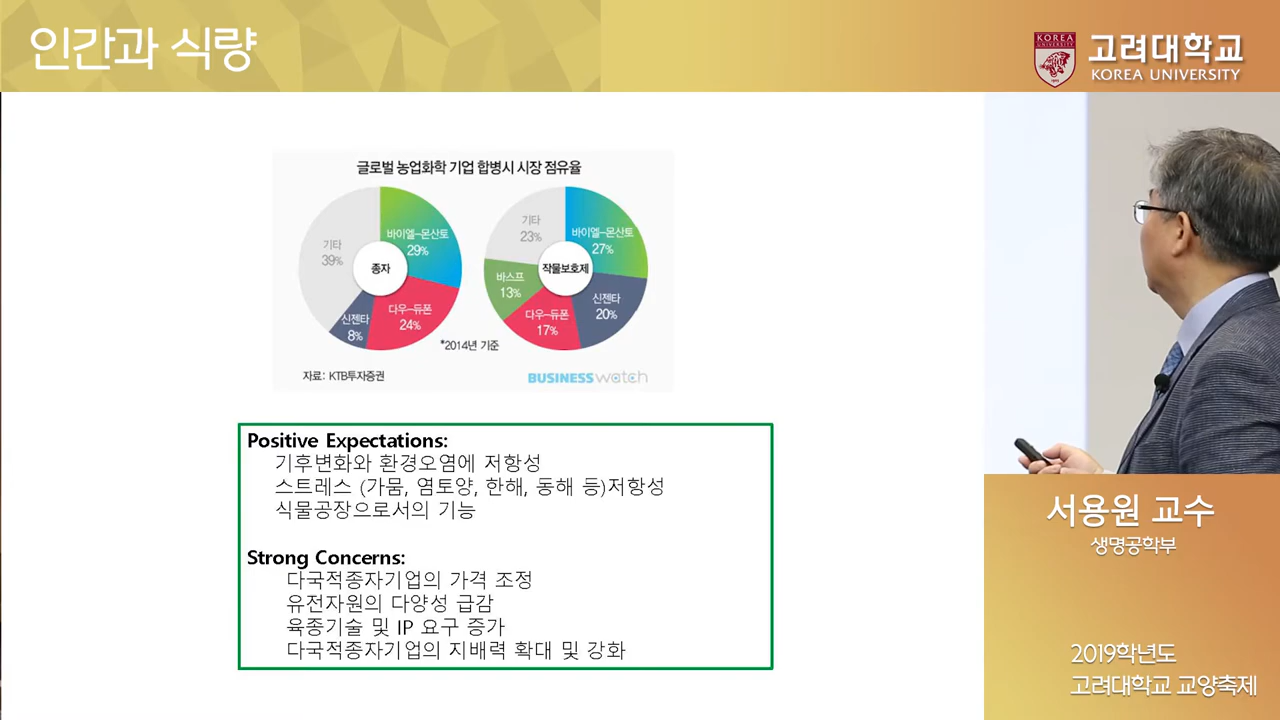 인간과 식량
KOREA
UNIVERSITY
고려대학교
KOREA UNIVERSITY
글로벌 농업화학 기업 합병시 시장 점유율
기타
39%
바이엘-몬산토
29%
종자
다우-듀폰
24%
신젠타
8%
기타
23%
바이엘-몬산토
27%
작물보호제
바스프
13%
신젠타
20%
다우-듀폰
17%
*2014년 기준
자료: KTB투자증권
BUSINESSwatch
Positive Expectations:
기후변화와 환경오염에 저항성
스트레스 (가뭄, 염토양, 한해, 동해 등)저항성
식물공장으로서의 기능
Strong Concerns:
다국적종자기업의 가격 조정
유전자원의 다양성 급감
육종기술 및 IP 요구 증가
다국적종자기업의 지배력 확대 및 강화
서용원 교수
생명공학부
2019학년도
고려대학교 교양축제